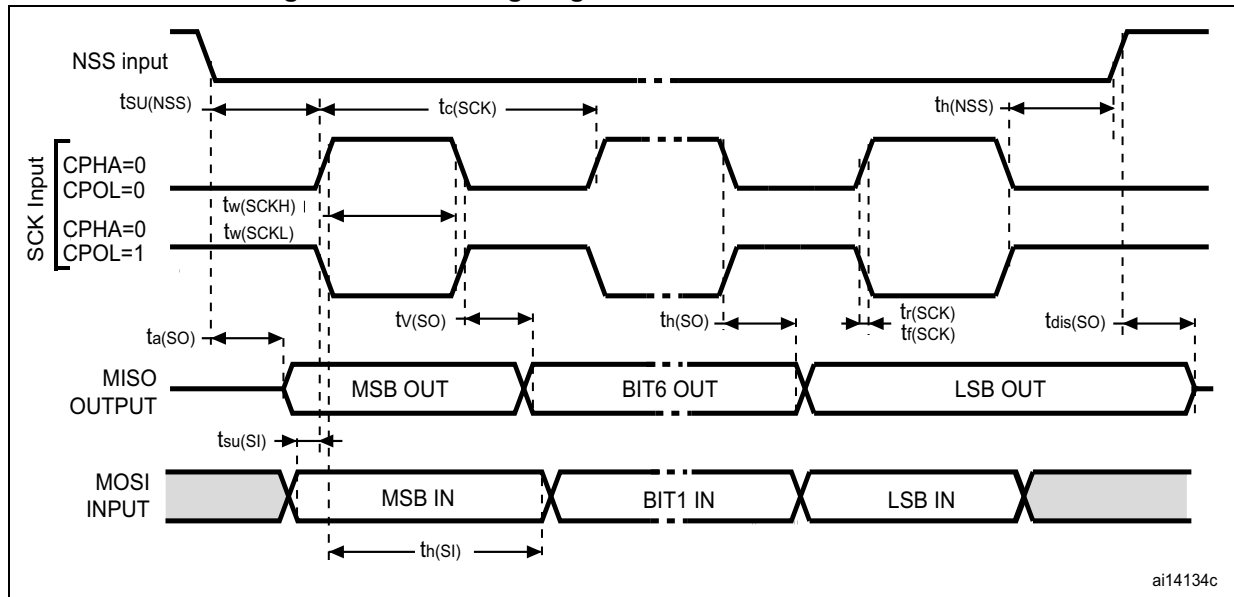 NSS input
tSU(NSS)
tc(SCK)
th(NSS)
SCK Input
CPHA=0
CPOL=0
tw(SCKH)
CPHA=0
tw(SCKL)
CPOL=1
tV(SO)
th(SO)
tr(SCK)
tf(SCK)
ta(SO)
tdis(SO)
MISO
OUTPUT
MSB OUT
BIT6 OUT
LSB OUT
tsu(SI)
MOSI
INPUT
MSB IN
BIT1 IN
LSB IN
th(SI)
ai14134c